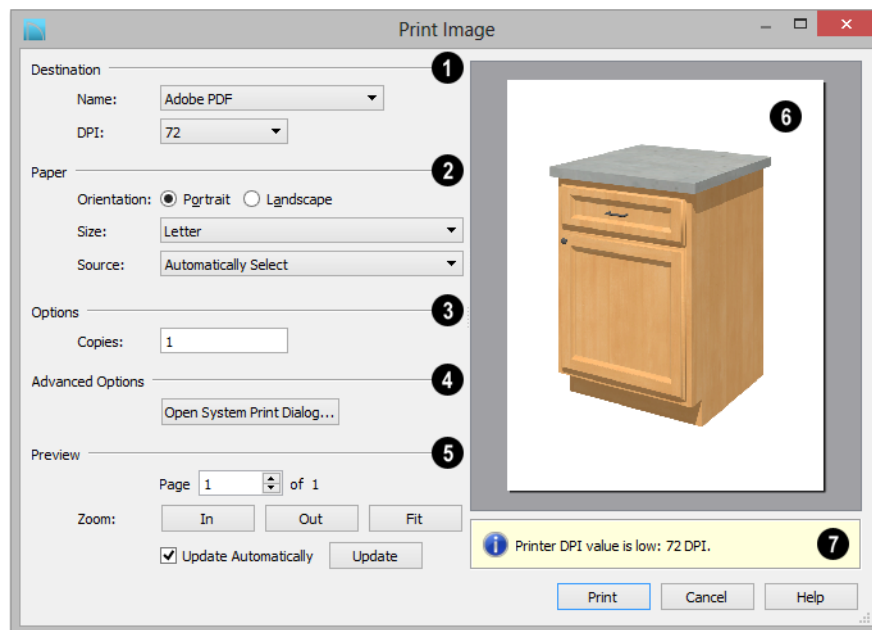 Print Image
Destination 1
Name: Adobe PDF
DPI: 72
Paper 2
Orientation: Portrait Landscape
Size: Letter
Source: Automatically Select
Options 3
Copies: 1
Advanced Options 4
Open System Print Dialog...
Preview 5
Page 1 of 1
Zoom: In Out Fit
Update Automatically Update
6
Printer DPI value is low: 72 DPI. 7
Print Cancel Help